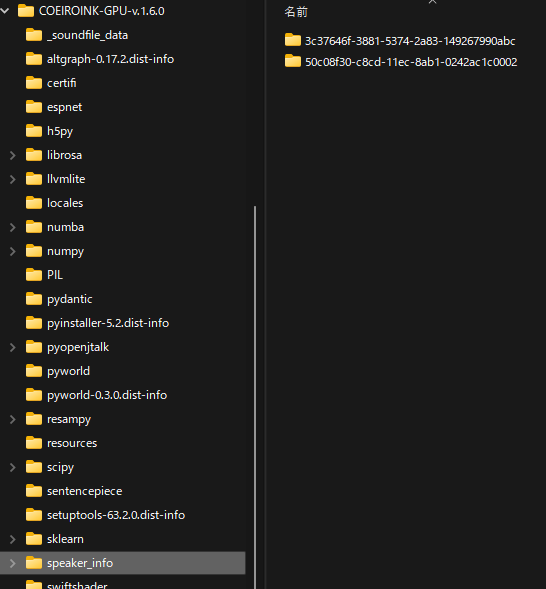 COEIROINK-GPU-v.1.6.0
_soundfile_data
altgraph-0.17.2.dist-info
certifi
espnet
h5py
librosa
llvmlite
locales
numba
numpy
PIL
pydantic
pyinstaller-5.2.dist-info
pyopenjtalk
pyworld
pyworld-0.3.0.dist-info
resampy
resources
scipy
sentencepiece
setuptools-63.2.0.dist-info
sklearn
speaker_info
swiftshader
名前
3c37646f-3881-5374-2a83-149267990abc
50c08f30-c8cd-11ec-8ab1-0242ac1c0002